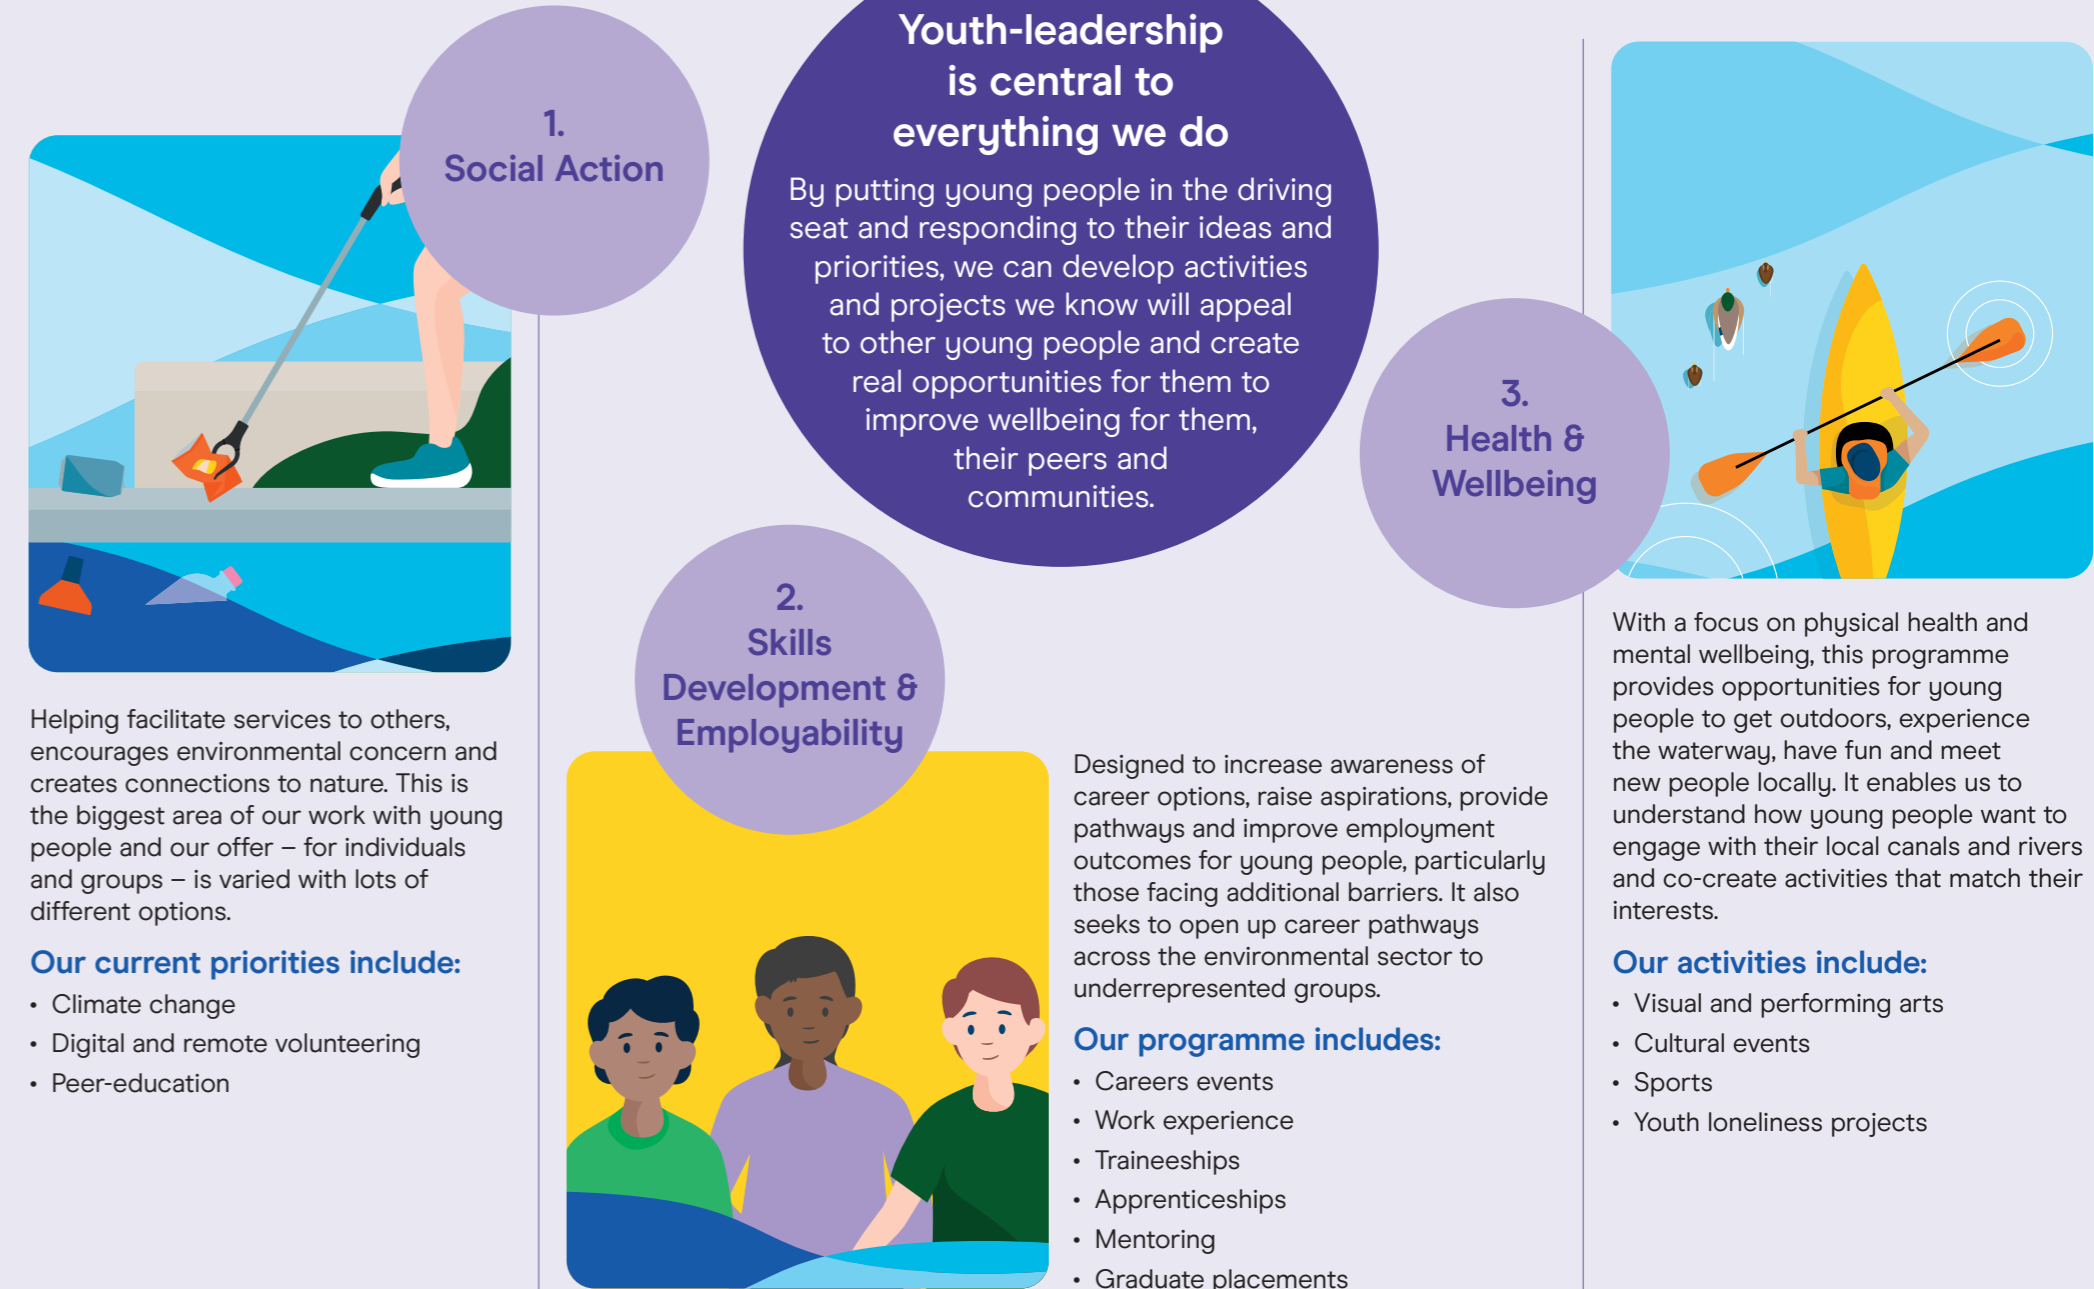 Youth-leadership
is central to
everything we do
By putting young people in the driving
seat and responding to their ideas and
priorities, we can develop activities
and projects we know will appeal
to other young people and create
real opportunities for them to
improve wellbeing for them,
their peers and
communities.
1.
Social Action
Helping facilitate services to others,
encourages environmental concern and
creates connections to nature. This is
the biggest area of our work with young
people and our offer – for individuals
and groups – is varied with lots of
different options.
Our current priorities include:
• Climate change
• Digital and remote volunteering
• Peer-education
2.
Skills
Development &
Employability
Designed to increase awareness of
career options, raise aspirations, provide
pathways and improve employment
outcomes for young people, particularly
those facing additional barriers. It also
seeks to open up career pathways
across the environmental sector to
underrepresented groups.
Our programme includes:
• Careers events
• Work experience
• Traineeships
• Apprenticeships
• Mentoring
• Graduate placements
3.
Health &
Wellbeing
With a focus on physical health and
mental wellbeing, this programme
provides opportunities for young
people to get outdoors, experience
the waterway, have fun and meet
new people locally. It enables us to
understand how young people want to
engage with their local canals and rivers
and co-create activities that match their
interests.
Our activities include:
• Visual and performing arts
• Cultural events
• Sports
• Youth loneliness projects